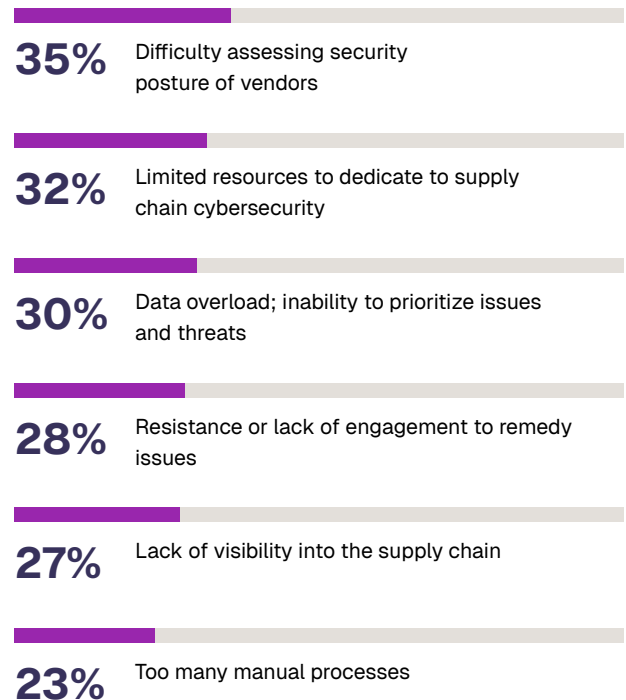 35% Difficulty assessing security
posture of vendors
32% Limited resources to dedicate to supply
chain cybersecurity
30% Data overload; inability to prioritize issues
and threats
28% Resistance or lack of engagement to remedy
issues
27% Lack of visibility into the supply chain
23% Too many manual processes